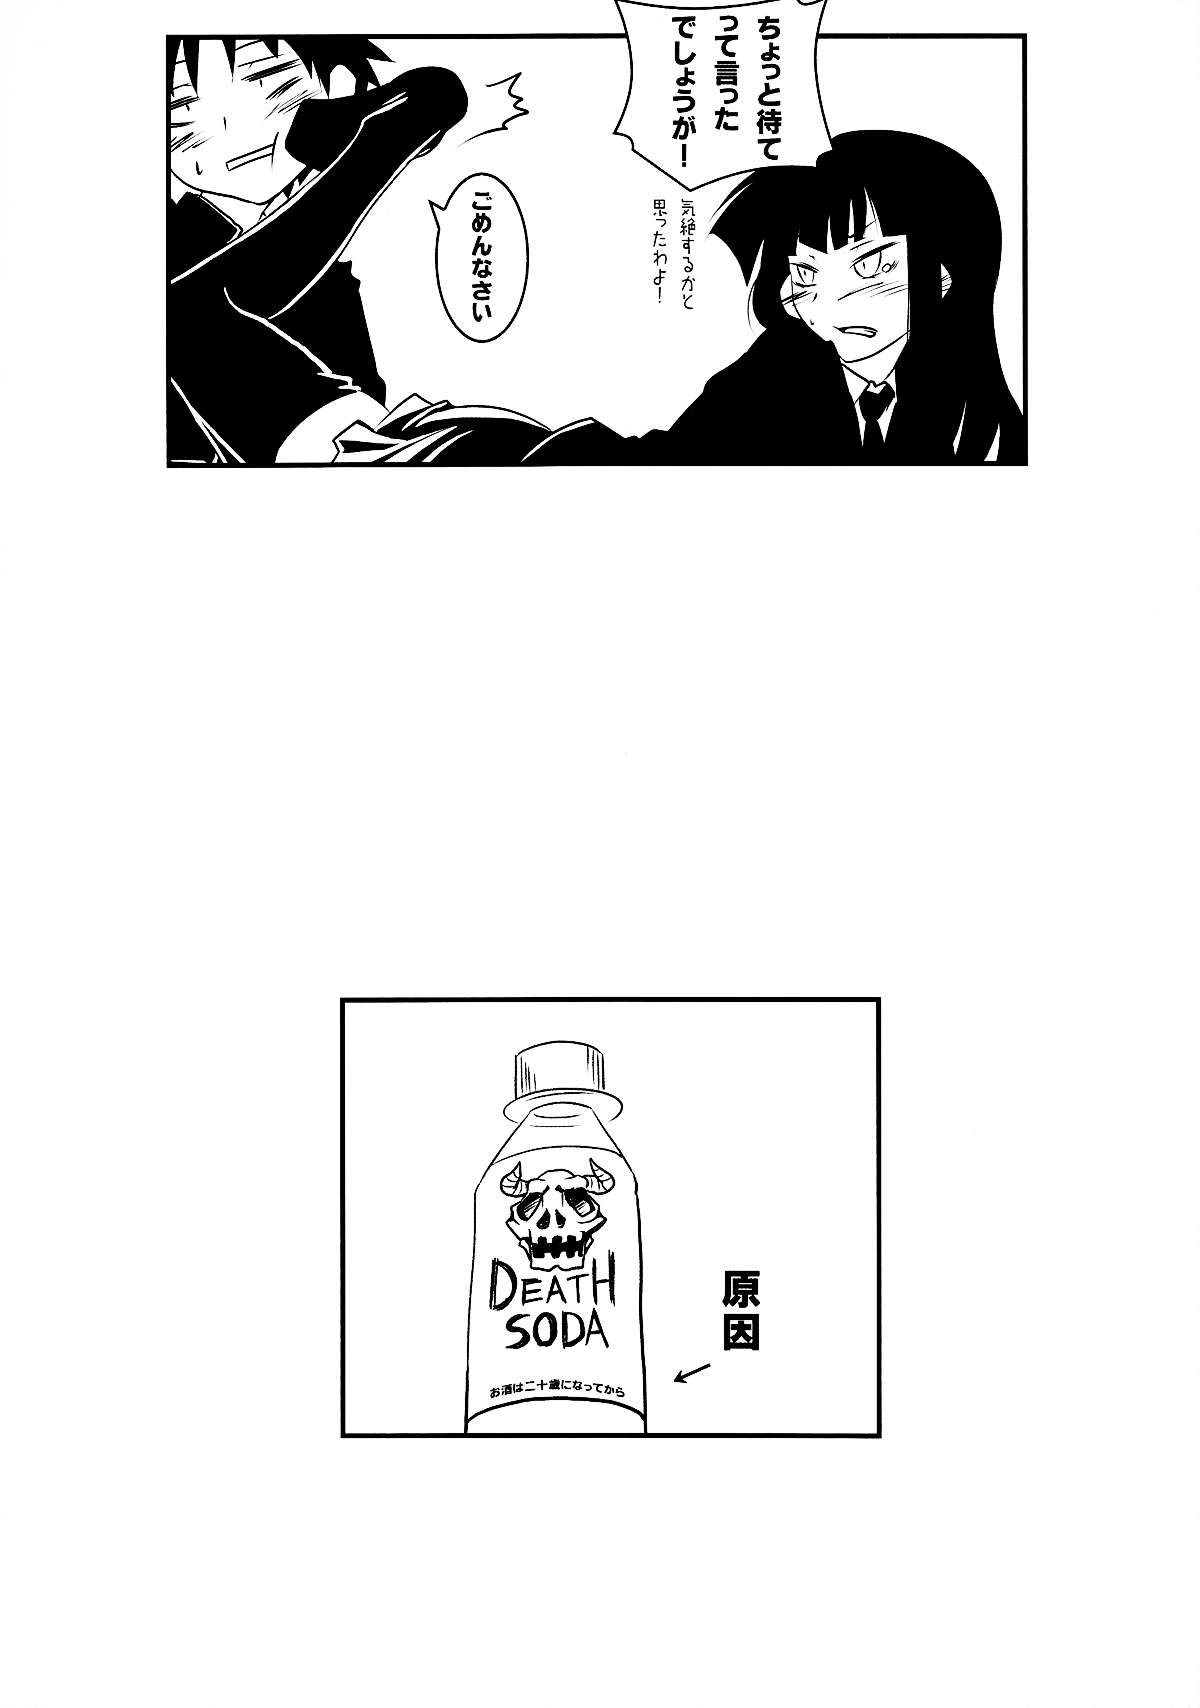 ちょっと待て
って言った
でしょうが！
気絶するかと
思ったわよ！
ごめんなさい
DEATH
SODA
お酒は二十歳になってから
原因